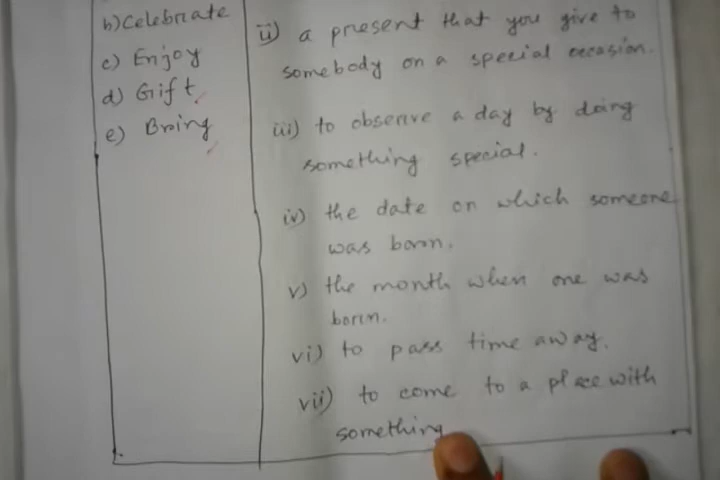 b) Celebrate
c) Enjoy
d) Gift
e) Bring
ii) a present that you give to
somebody on a special occasion.
iii) to observe a day by doing
something special.
iv) the date on which someone
was born.
v) the month when one was
born.
vi) to pass time away.
vii) to come to a place with
something